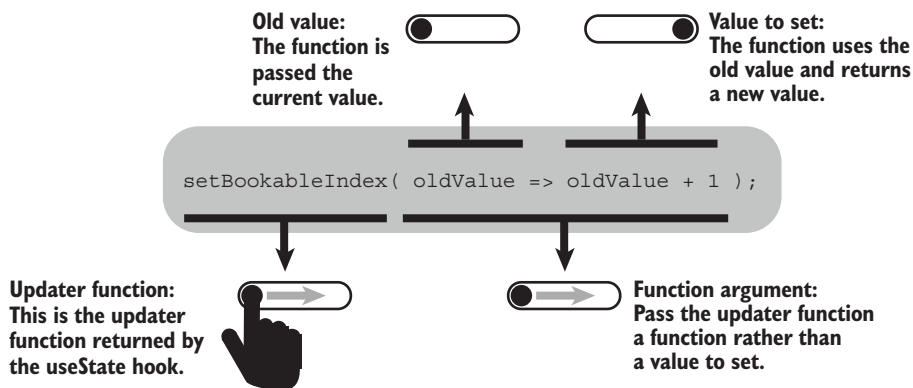 Old value:
The function is
passed the
current value.
Value to set:
The function uses the
old value and returns
a new value.
setBookableIndex( oldValue => oldValue + 1 );
Updater function:
This is the updater
function returned by
the useState hook.
Function argument:
Pass the updater function
a function rather than
a value to set.